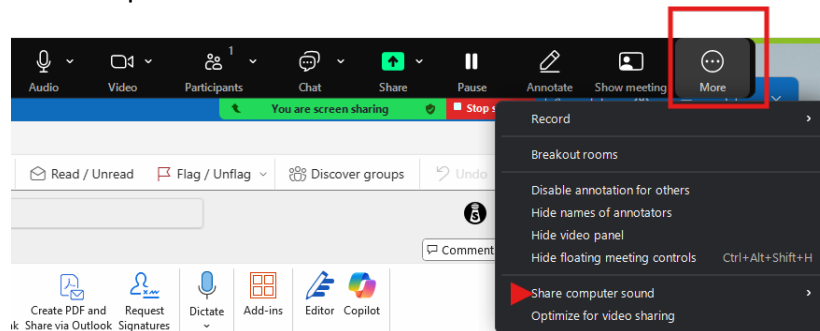 1
Audio Video Participants Chat Share Pause Annotate Show meeting More
You are screen sharing Stop s
Record
Breakout rooms
Read / Unread Flag / Unflag Discover groups Undo
Disable annotation for others
Hide names of annotators
Hide video panel
Comment
Hide floating meeting controls Ctrl+Alt+Shift+H
Share computer sound
Optimize for video sharing
Create PDF and Request Dictate Add-ins Editor Copilot
Share via Outlook Signatures